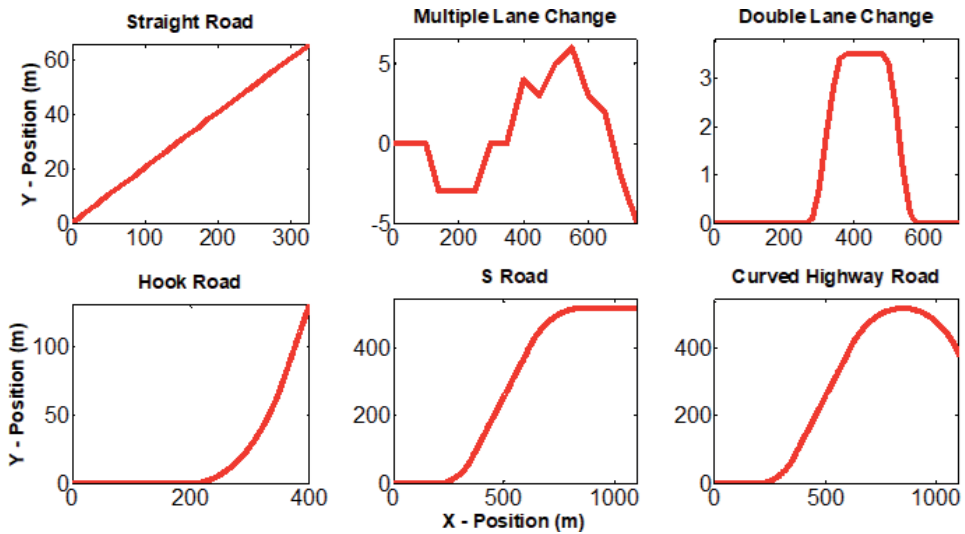 Straight Road
Multiple Lane Change
Double Lane Change
Y - Position (m)
60
40
20
0
0 100 200 300
5
0
-5
0 200 400 600
3
2
1
0
0 200 400 600
Hook Road
S Road
Curved Highway Road
Y - Position (m)
100
50
0
0 200 400
400
200
0
0 500 1000
400
200
0
0 500 1000
X - Position (m)